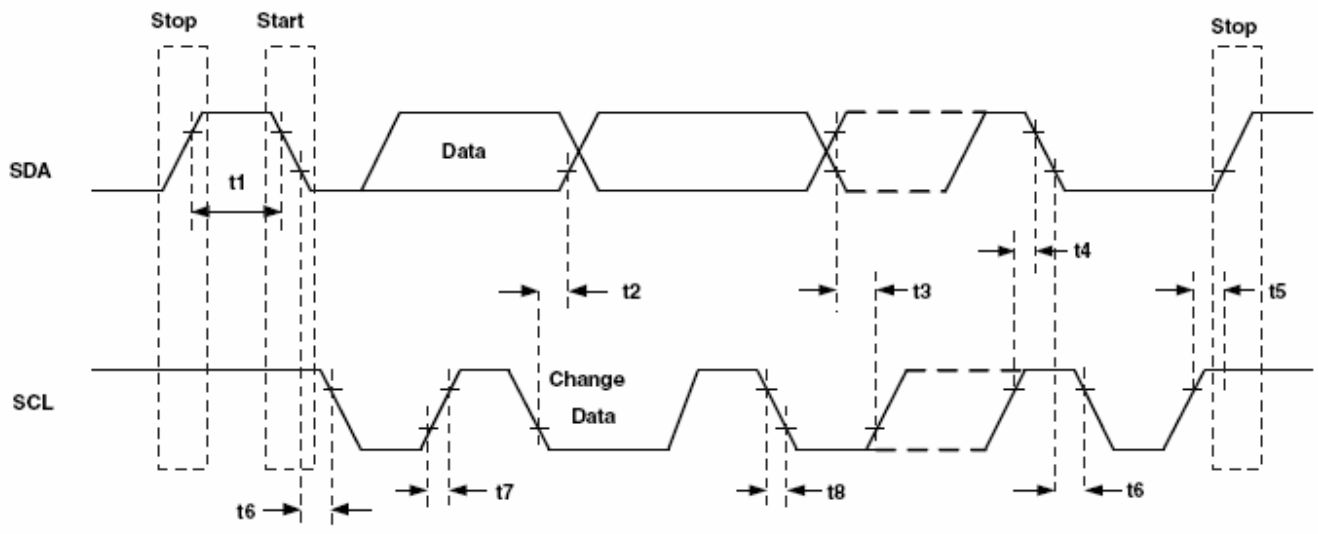 Stop
Start
Stop
SDA
Data
t1
t4
t2
t3
t5
SCL
Change
Data
t6
t7
t8
t6